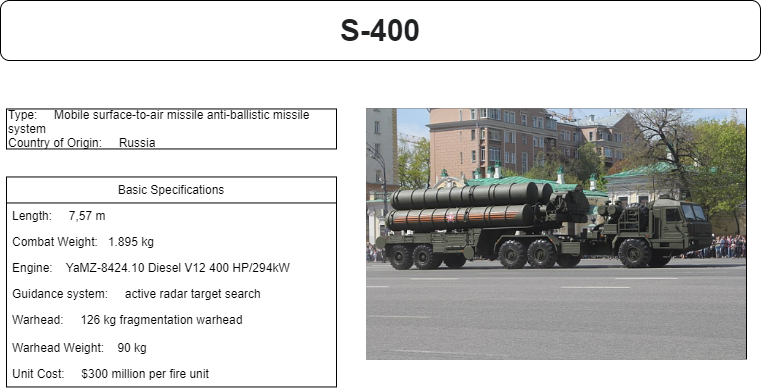 S-400
Type: Mobile surface-to-air missile anti-ballistic missile
system
Country of Origin: Russia
Basic Specifications
Length: 7,57 m
Combat Weight: 1.895 kg
Engine: YaMZ-8424.10 Diesel V12 400 HP/294kW
Guidance system: active radar target search
Warhead: 126 kg fragmentation warhead
Warhead Weight: 90 kg
Unit Cost: $300 million per fire unit